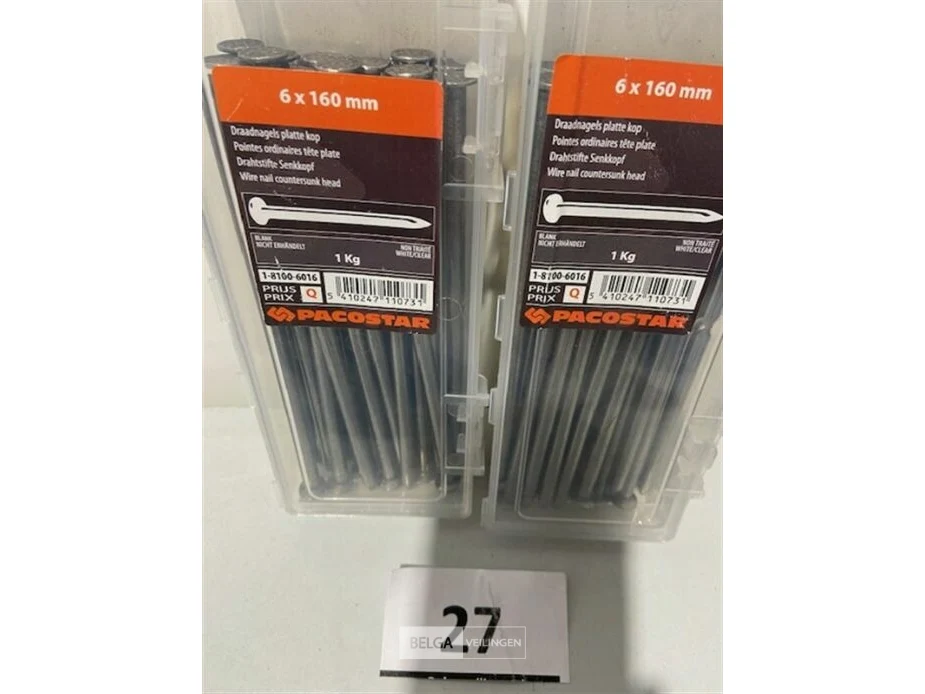 6 x 160 mm
Draadnagels platte kop
Pointes ordinaires tête plate
Drahtstifte Senkkopf
Wire nail countersunk head
BLANK
NICHT ERHÄNDELT
NON TRAITÉ
WHITE/CLEAR
1 Kg
1-8100-6016
PRIJS
PRIX
Q
5 410247 110731
PACOSTAR
6 x 160 mm
Draadnagels platte kop
Pointes ordinaires tête plate
Drahtstifte Senkkopf
Wire nail countersunk head
BLANK
NICHT ERHÄNDELT
NON TRAITÉ
WHITE/CLEAR
1 Kg
1-8100-6016
PRIJS
PRIX
Q
5 410247 110731
PACOSTAR
27
BELGA VEILINGEN